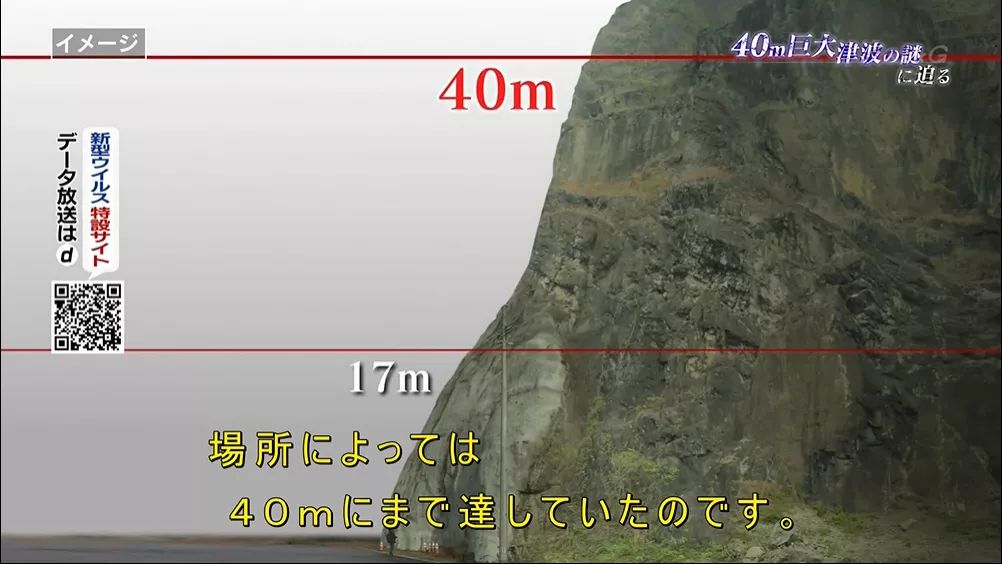 イメージ
40m巨大津波の謎
に迫る
G
40m
新型ウイルス特設サイト
データ放送は d
17m
場所によっては
40mにまで達していたのです。